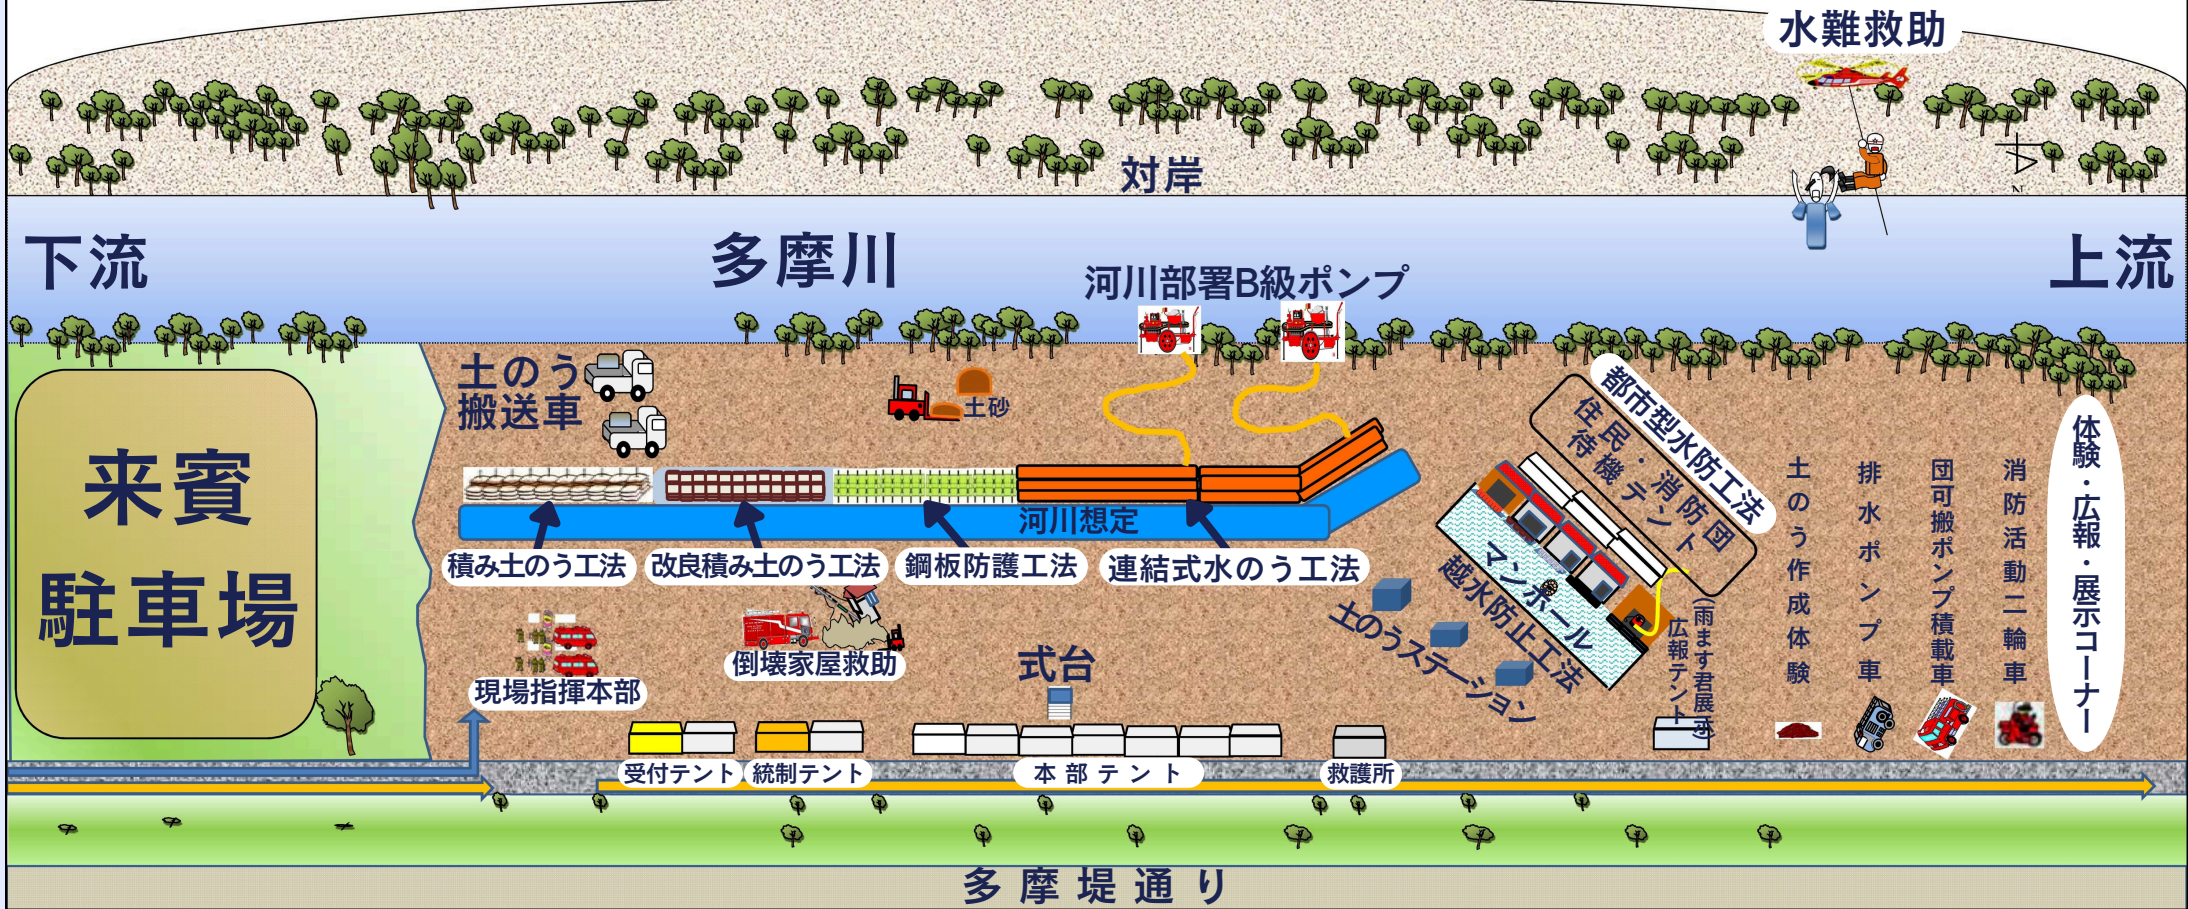 水難救助
対岸
N
下流
多摩川
上流
河川部署B級ポンプ
土のう
搬送車
土砂
来賓
駐車場
河川想定
積み土のう工法
改良積み土のう工法
鋼板防護工法
連結式水のう工法
都市型水防工法
住民・消防団
待機テント
マンホール
越水防止工法
土のうステーション
(雨ます君展示)
広報テント
土のう作成体験
排水ポンプ車
団可搬ポンプ積載車
消防活動二輪車
体験・広報・展示コーナー
現場指揮本部
倒壊家屋救助
式台
受付テント
統制テント
本部テント
救護所
多摩堤通り